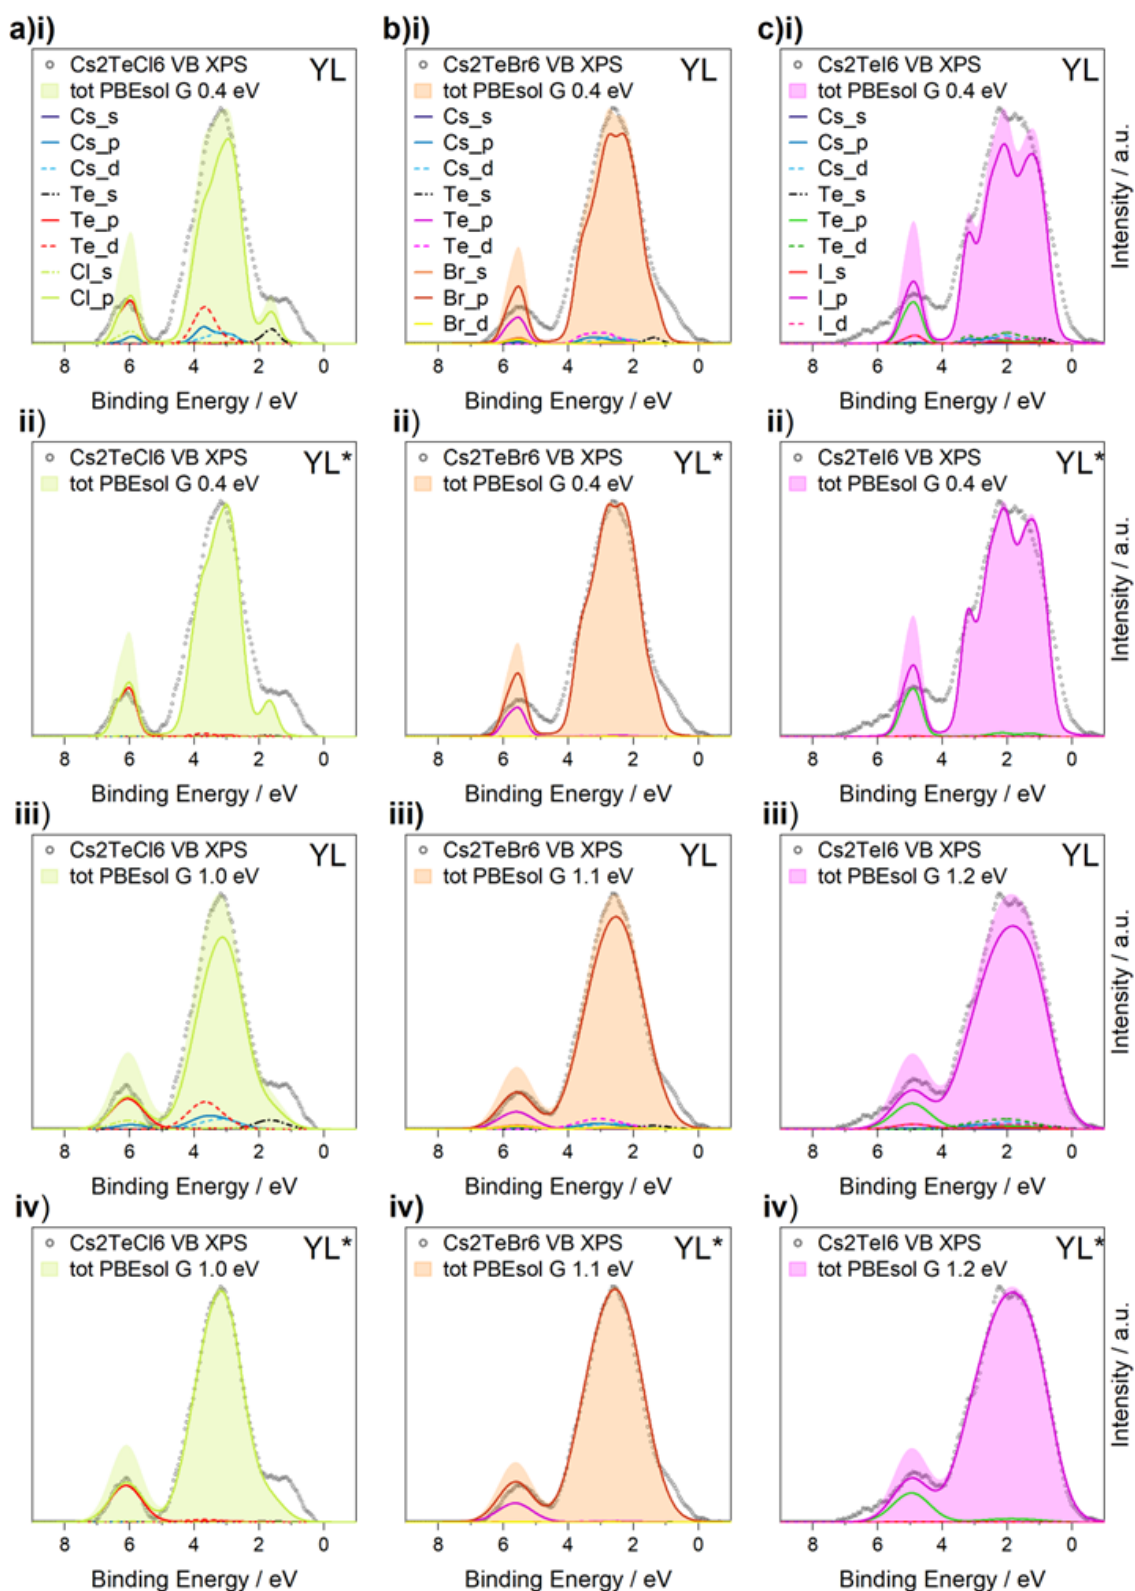 a)i)
Cs2TeCl6 VB XPS
YL
tot PBEsol G 0.4 eV
Cs_s
Cs_p
Cs_d
Te_s
Te_p
Te_d
Cl_s
Cl_p
8 6 4 2 0
Binding Energy / eV
b)i)
Cs2TeBr6 VB XPS
YL
tot PBEsol G 0.4 eV
Cs_s
Cs_p
Cs_d
Te_s
Te_p
Te_d
Br_s
Br_p
Br_d
8 6 4 2 0
Binding Energy / eV
c)i)
Cs2TeI6 VB XPS
YL
tot PBEsol G 0.4 eV
Cs_s
Cs_p
Cs_d
Te_s
Te_p
Te_d
I_s
I_p
I_d
8 6 4 2 0
Binding Energy / eV
Intensity / a.u.
ii)
Cs2TeCl6 VB XPS
YL*
tot PBEsol G 0.4 eV
8 6 4 2 0
Binding Energy / eV
ii)
Cs2TeBr6 VB XPS
YL*
tot PBEsol G 0.4 eV
8 6 4 2 0
Binding Energy / eV
ii)
Cs2TeI6 VB XPS
YL*
tot PBEsol G 0.4 eV
8 6 4 2 0
Binding Energy / eV
Intensity / a.u.
iii)
Cs2TeCl6 VB XPS
YL
tot PBEsol G 1.0 eV
8 6 4 2 0
Binding Energy / eV
iii)
Cs2TeBr6 VB XPS
YL
tot PBEsol G 1.1 eV
8 6 4 2 0
Binding Energy / eV
iii)
Cs2TeI6 VB XPS
YL
tot PBEsol G 1.2 eV
8 6 4 2 0
Binding Energy / eV
Intensity / a.u.
iv)
Cs2TeCl6 VB XPS
YL*
tot PBEsol G 1.0 eV
8 6 4 2 0
Binding Energy / eV
iv)
Cs2TeBr6 VB XPS
YL*
tot PBEsol G 1.1 eV
8 6 4 2 0
Binding Energy / eV
iv)
Cs2TeI6 VB XPS
YL*
tot PBEsol G 1.2 eV
8 6 4 2 0
Binding Energy / eV
Intensity / a.u.